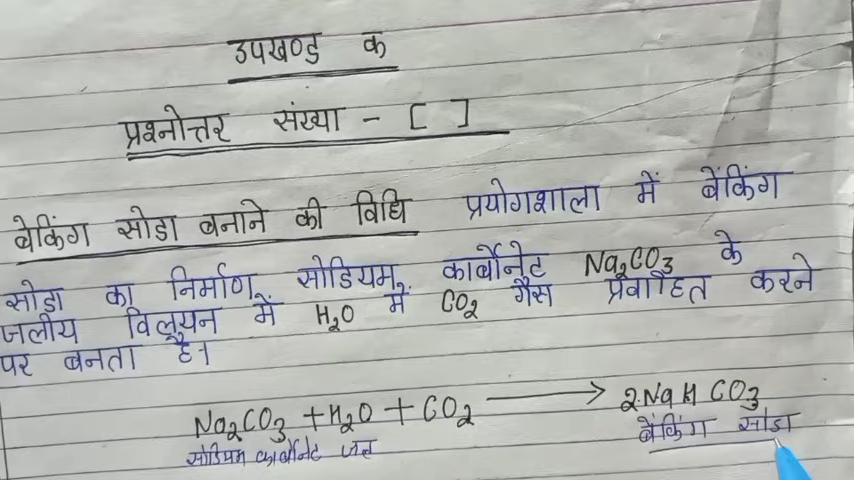 उपखण्ड क
प्रश्नोत्तर संख्या - [ ]
बेकिंग सोडा बनाने की विधि प्रयोगशाला में बेंकिंग
सोडा का निर्माण सोडियम कार्बोनेट Na₂CO₃ के
जलीय विलयन में H₂O में CO₂ गैस प्रवाहित करने
पर बनता है।
Na₂CO₃ + H₂O + CO₂ ⟶ 2NaHCO₃
सोडियम कार्बोनेट जल बेंकिंग सोडा